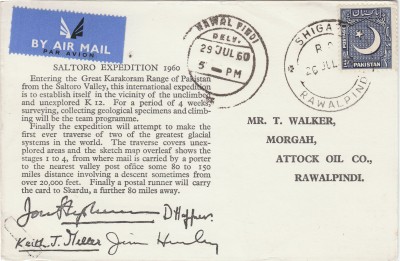 BY AIR MAIL
PAR AVION
RAWAL PINDI
DELY.
29 JUL 60
5 - PM
SHIGA
RAWALPIND
PAKISTAN
SALTORO EXPEDITION 1960
Entering the Great Karakoram Range of Pakistan
from the Saltoro Valley, this international expedition
is to establish itself in the vicinity of the unclimbed
and unexplored K 12. For a period of 4 weeks,
surveying, collecting geological specimens and climb-
ing will be the team programme.
Finally the expedition will attempt to make the
first ever traverse of two of the greatest glacial
systems in the world. The traverse covers unex-
plored areas and the sketch map overleaf shows the
stages 1 to 4, from where mail is carried by a porter
to the nearest valley post office some 80 to 150
miles distance involving a descent sometimes from
over 20,000 feet. Finally a postal runner will carry
the card to Skardu, a further 80 miles away.
MR. T. WALKER,
MORGAH,
ATTOCK OIL CO.,
RAWALPINDI.
Keith J. Miller